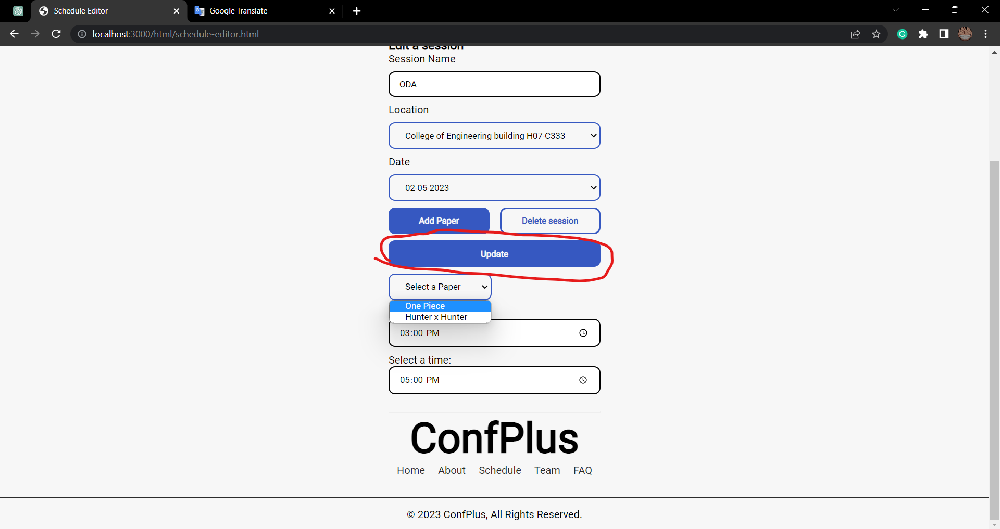 Schedule Editor
Google Translate
localhost:3000/html/schedule-editor.html
Edit a session
Session Name
ODA
Location
College of Engineering building H07-C333
Date
02-05-2023
Add Paper
Delete session
Update
Select a Paper
One Piece
Hunter x Hunter
03:00 PM
Select a time:
05:00 PM
ConfPlus
Home About Schedule Team FAQ
© 2023 ConfPlus, All Rights Reserved.